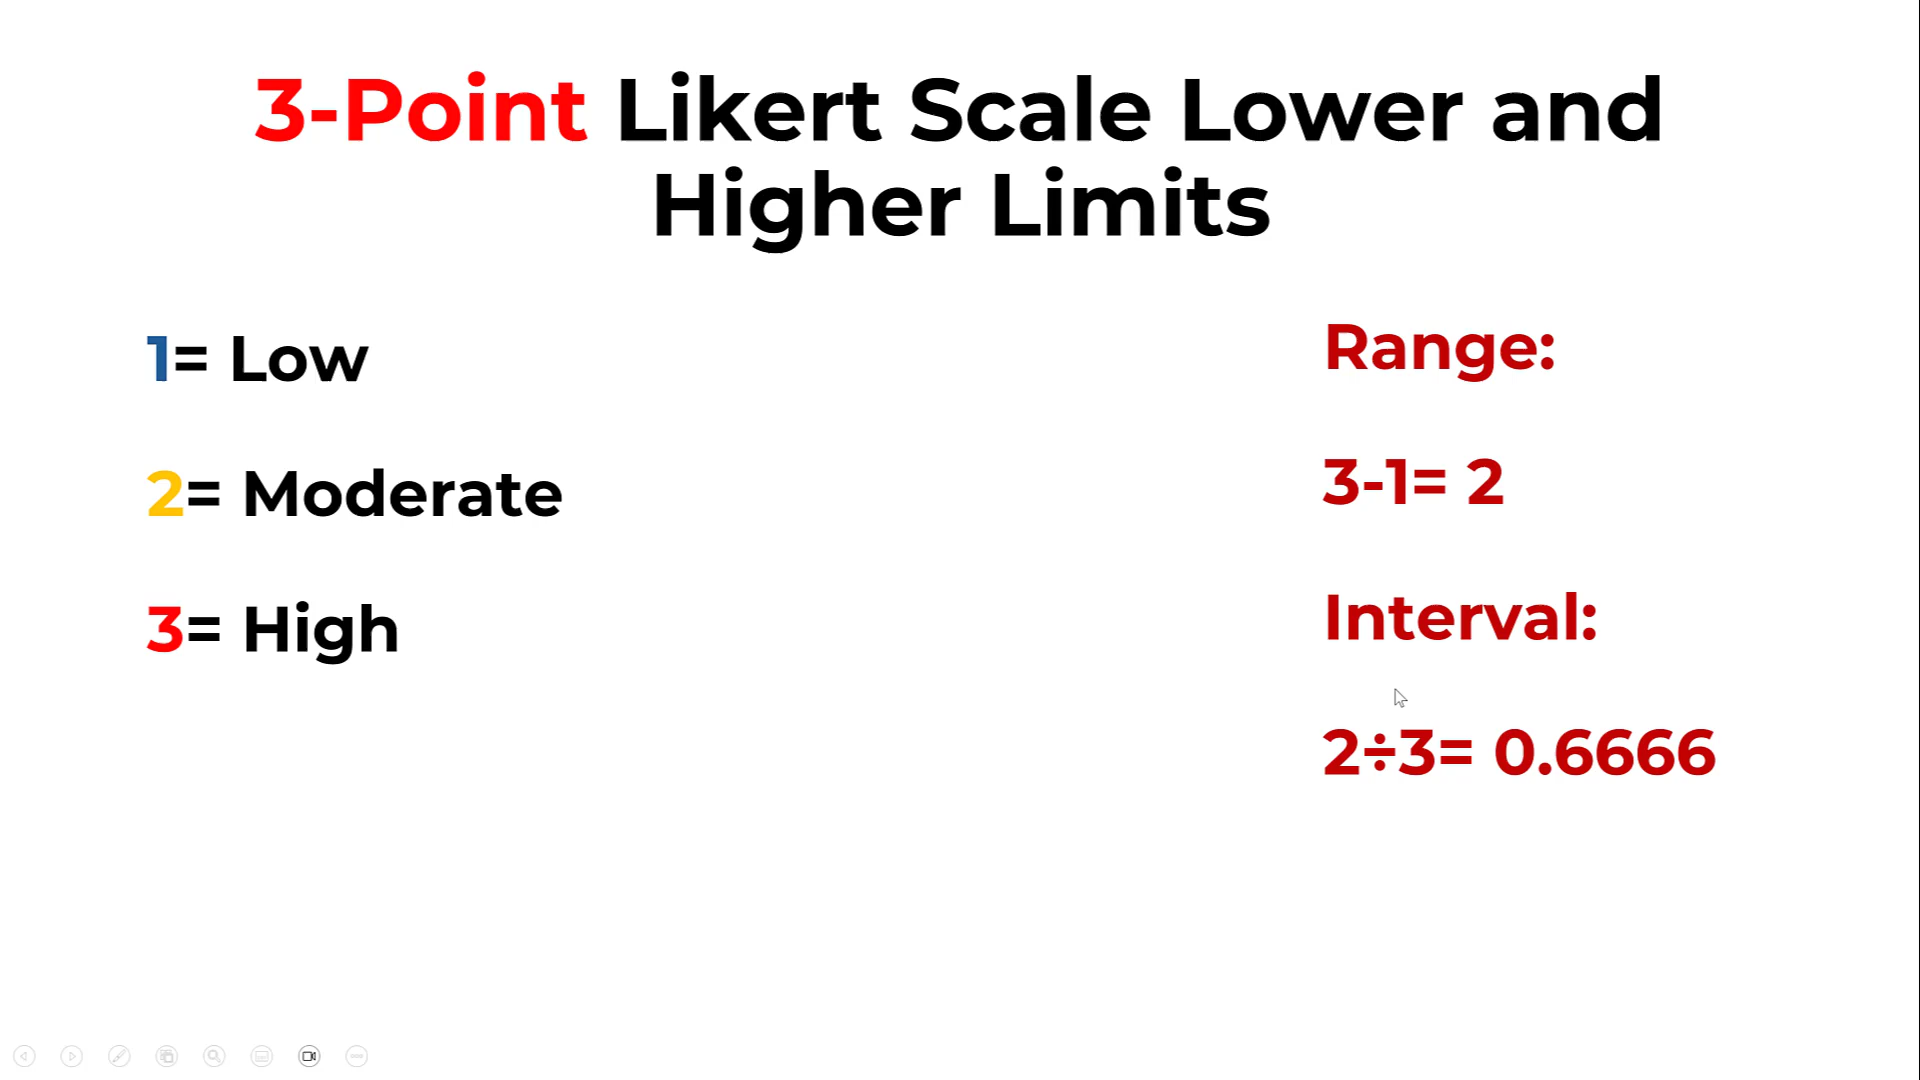 3-Point Likert Scale Lower and
Higher Limits
1= Low
2= Moderate
3= High
Range:
3-1= 2
Interval:
2÷3= 0.6666